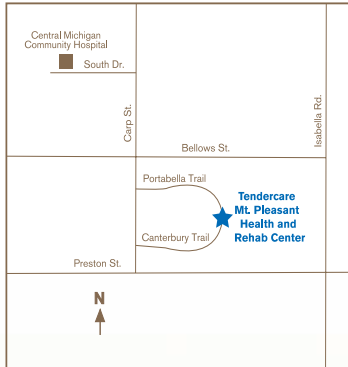 Central Michigan
Community Hospital
South Dr.
Carp St.
Isabella Rd.
Bellows St.
Portabella Trail
Tendercare
Mt. Pleasant
Health and
Rehab Center
Canterbury Trail
Preston St.
N